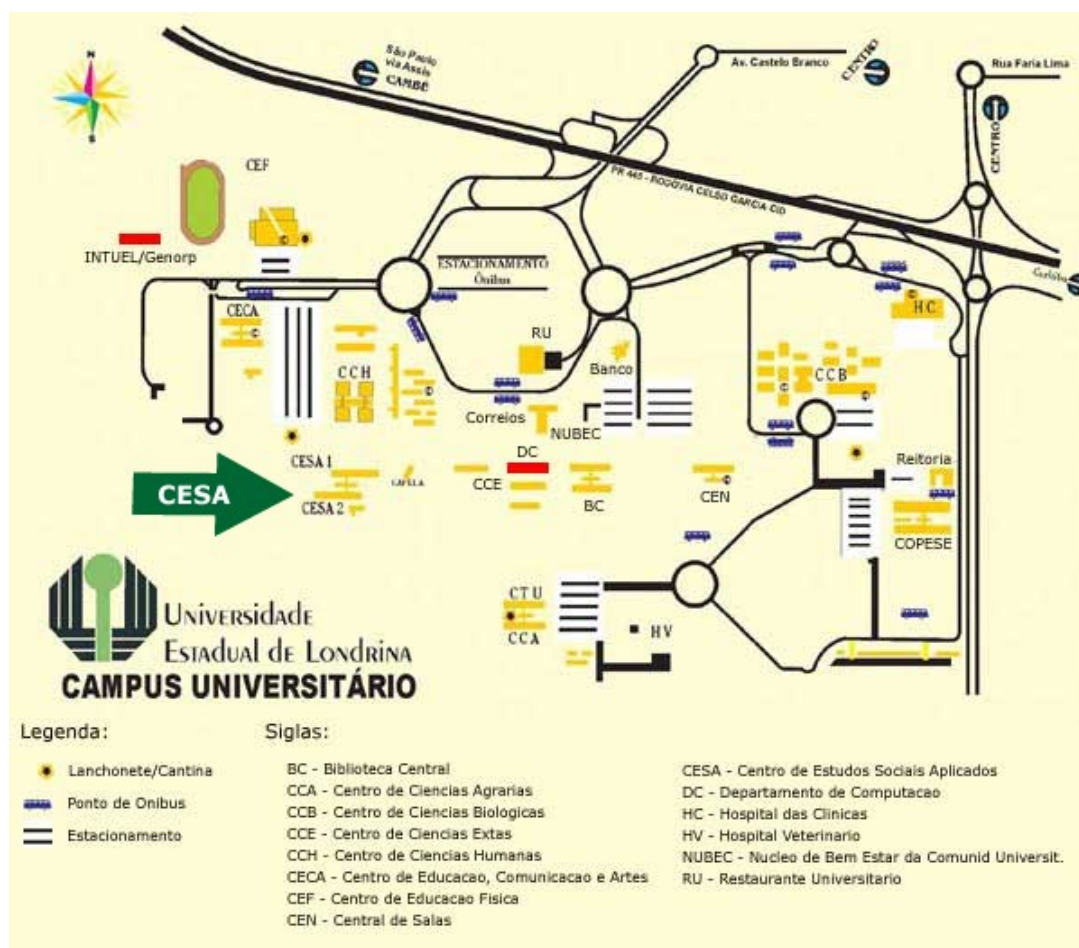 N
S
São Paulo
via Assis
CAMBÉ
Av. Castelo Branco
CENTRO
Rua Faria Lima
CENTRO
PR 445 - RODOVIA CELSO GARCIA CID
CEF
INTUEL/Genorp
ESTACIONAMENTO
Ônibus
CECA
CCH
RU
Banco
HC
CCB
Correios
NUBEC
DC
CESA 1
CAPELA
CCE
BC
CEN
Reitoria
CESA
CESA 2
COPESE
CTU
CCA
HV
Universidade
Estadual de Londrina
CAMPUS UNIVERSITÁRIO
Legenda:
Lanchonete/Cantina
Ponto de Onibus
Estacionamento
Siglas:
BC - Biblioteca Central
CCA - Centro de Ciencias Agrarias
CCB - Centro de Ciencias Biologicas
CCE - Centro de Ciencias Extas
CCH - Centro de Ciencias Humanas
CECA - Centro de Educacao, Comunicacao e Artes
CEF - Centro de Educacao Fisica
CEN - Central de Salas
CESA - Centro de Estudos Sociais Aplicados
DC - Departamento de Computacao
HC - Hospital das Clinicas
HV - Hospital Veterinario
NUBEC - Nucleo de Bem Estar da Comunid Universit.
RU - Restaurante Universitario